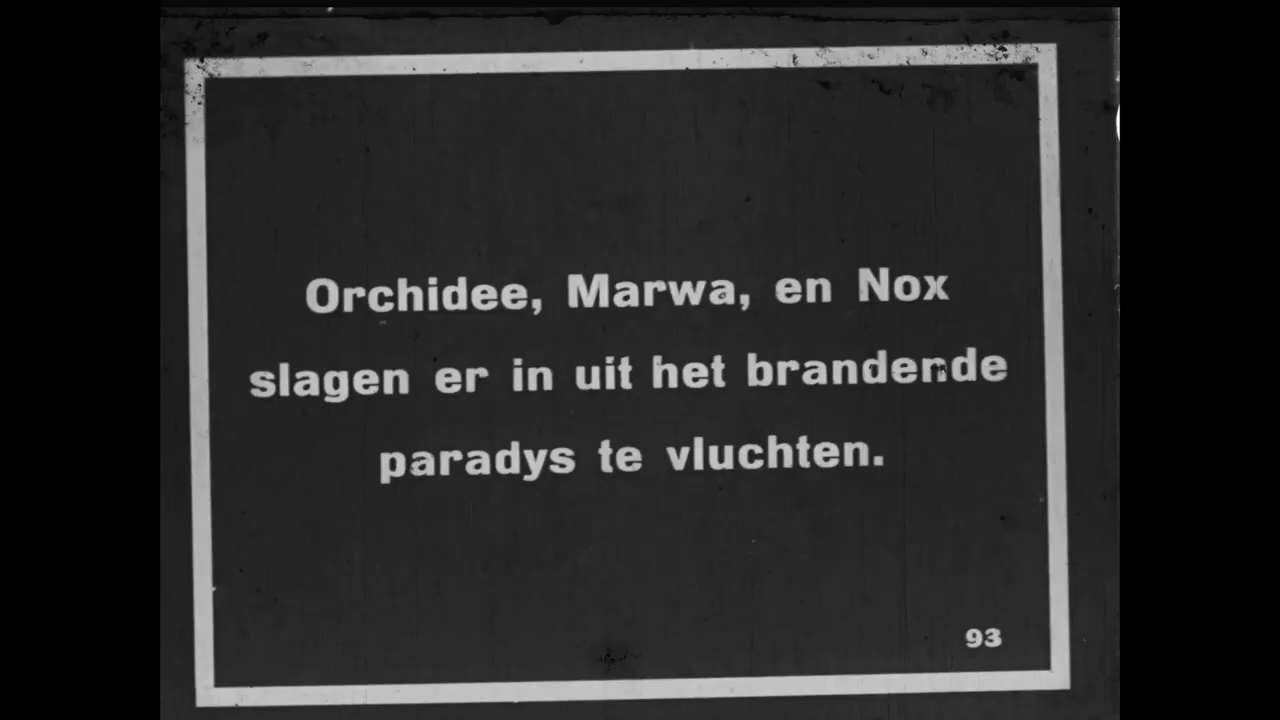 Orchidee, Marwa, en Nox
slagen er in uit het brandende
paradys te vluchten.
93